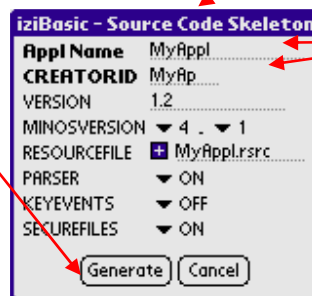 iziBasic – Source Code Skeleton
Appl Name MyAppl
CREATORID MyAp
VERSION 1.2
MINOSVERSION 4 . 1
RESOURCEFILE + MyAppl.rsrc
PARSER ON
KEYEVENTS OFF
SECUREFILES ON
Generate Cancel